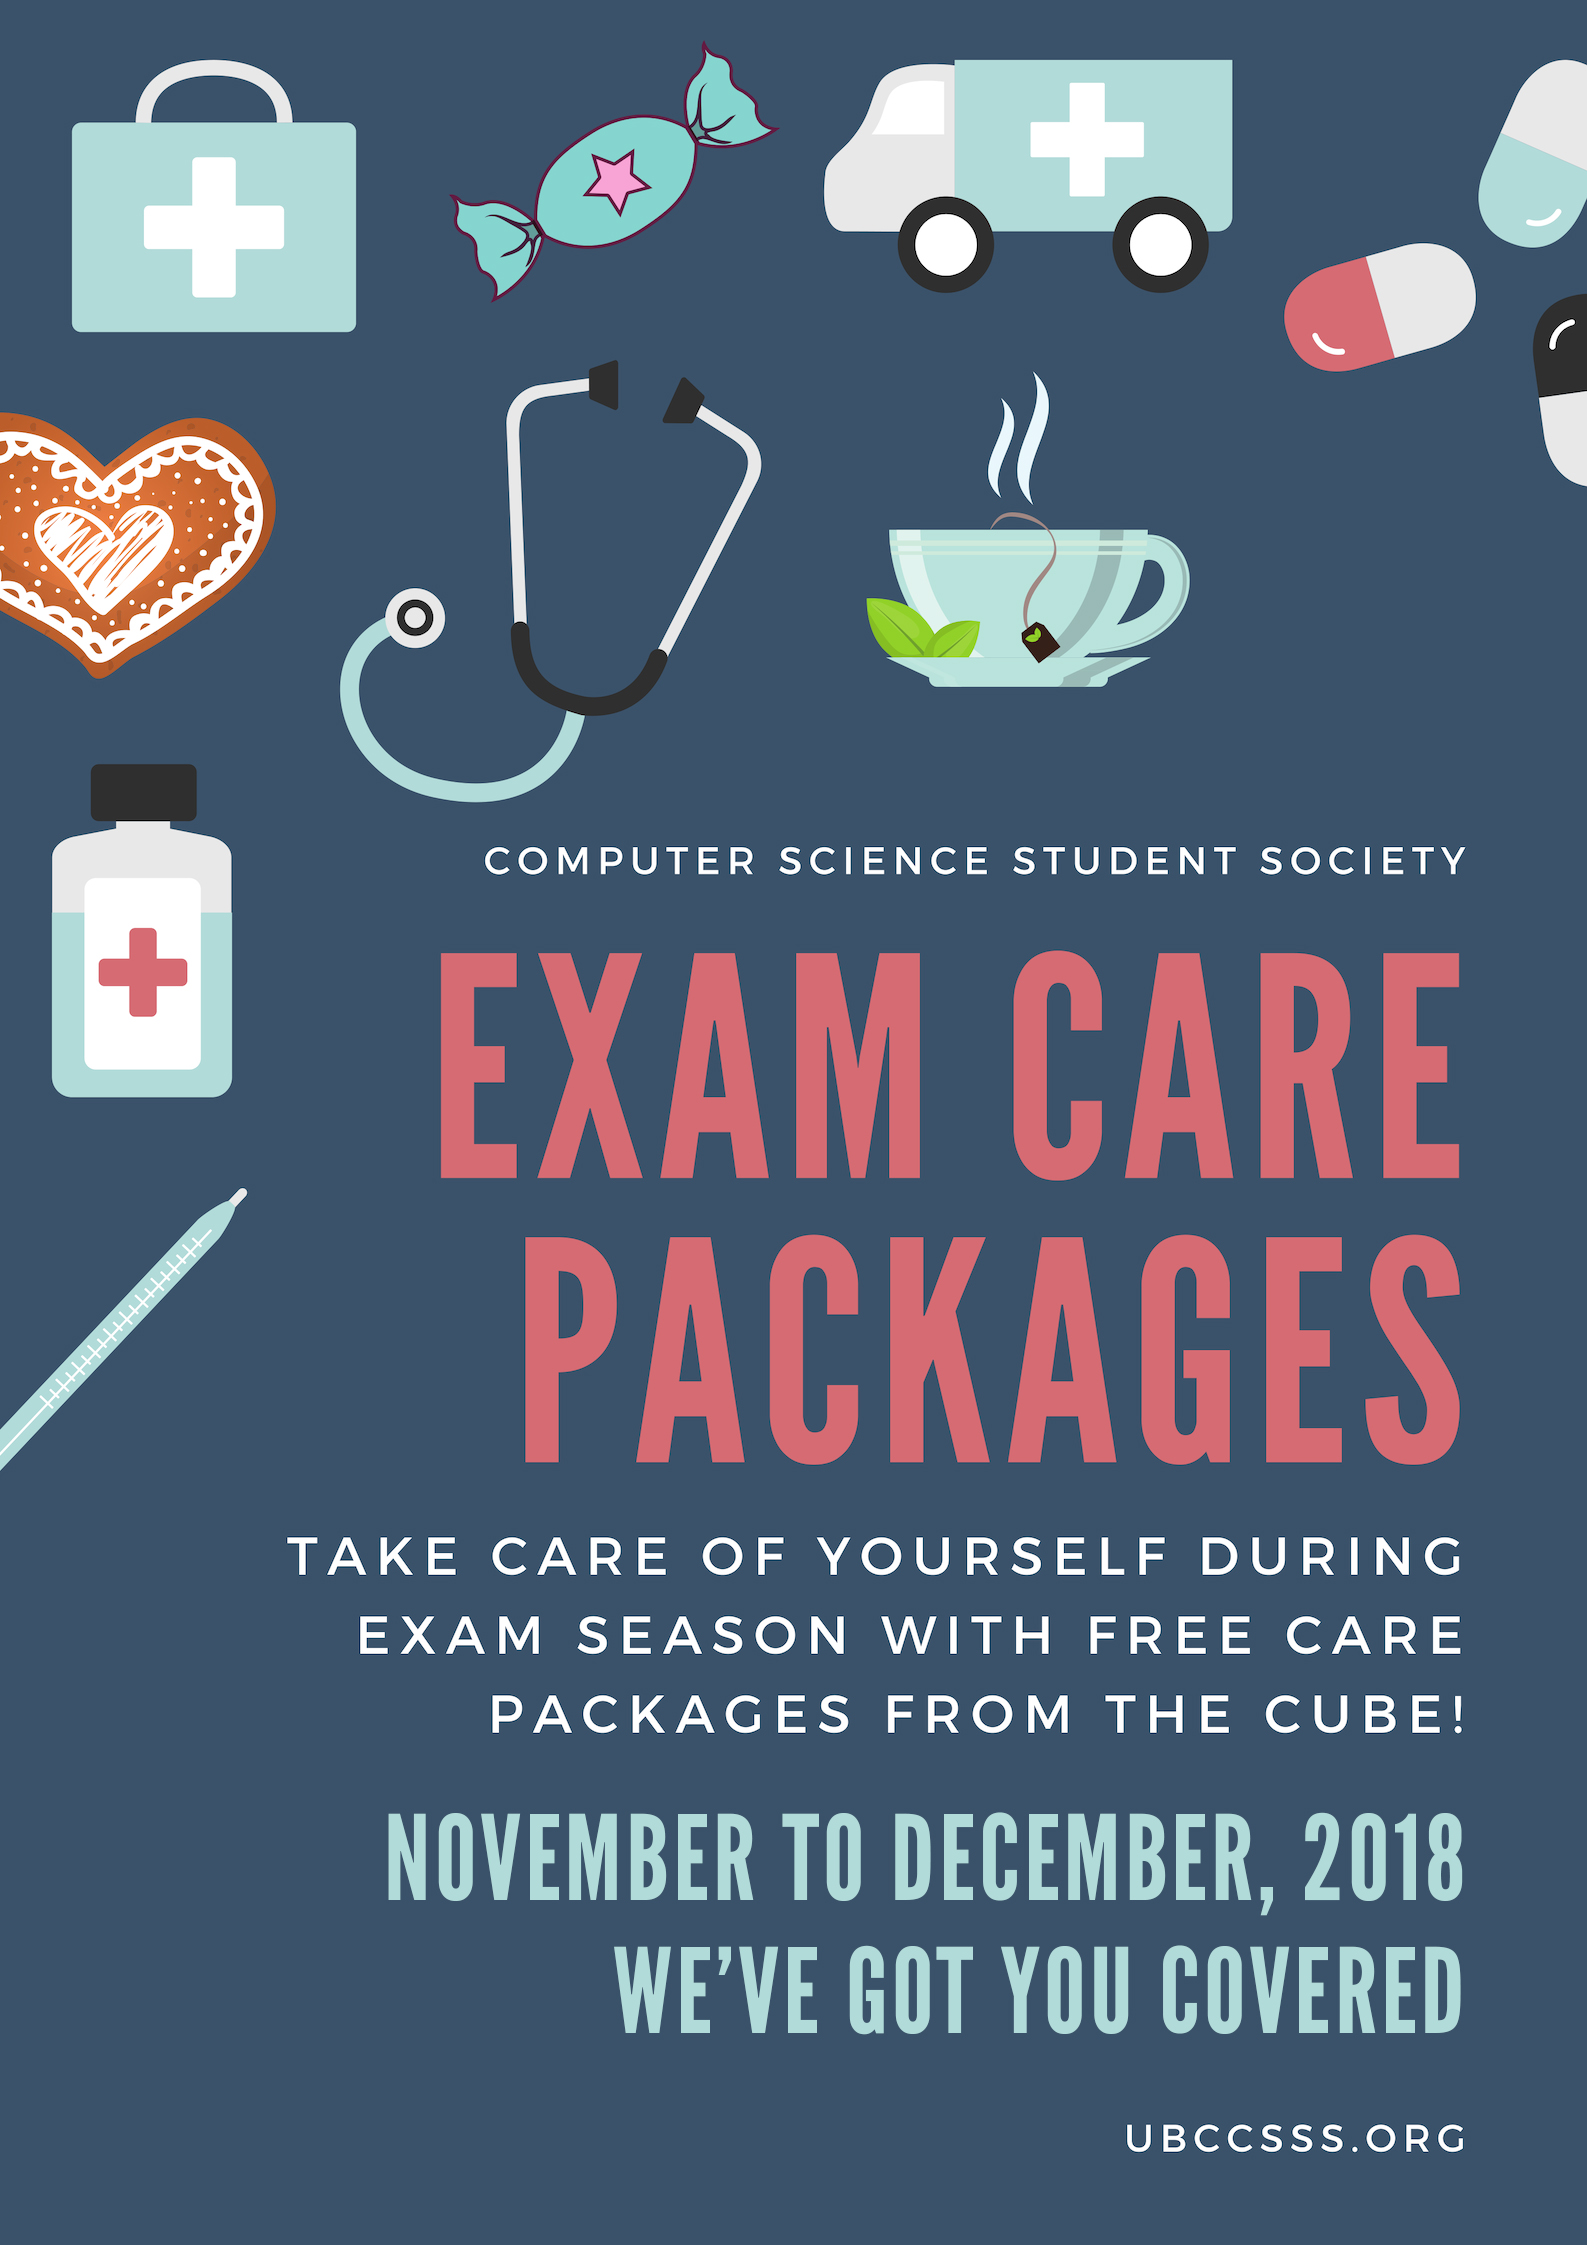 COMPUTER SCIENCE STUDENT SOCIETY
EXAM CARE
PACKAGES
TAKE CARE OF YOURSELF DURING
EXAM SEASON WITH FREE CARE
PACKAGES FROM THE CUBE!
NOVEMBER TO DECEMBER, 2018
WE'VE GOT YOU COVERED
UBCCSSS.ORG